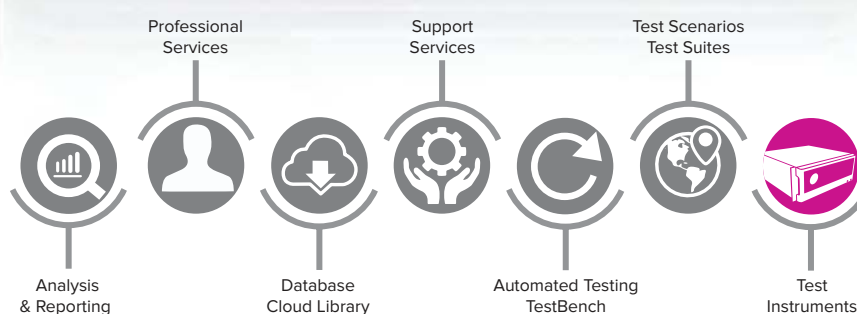 Professional
Services
Support
Services
Test Scenarios
Test Suites
Analysis
& Reporting
Database
Cloud Library
Automated Testing
TestBench
Test
Instruments